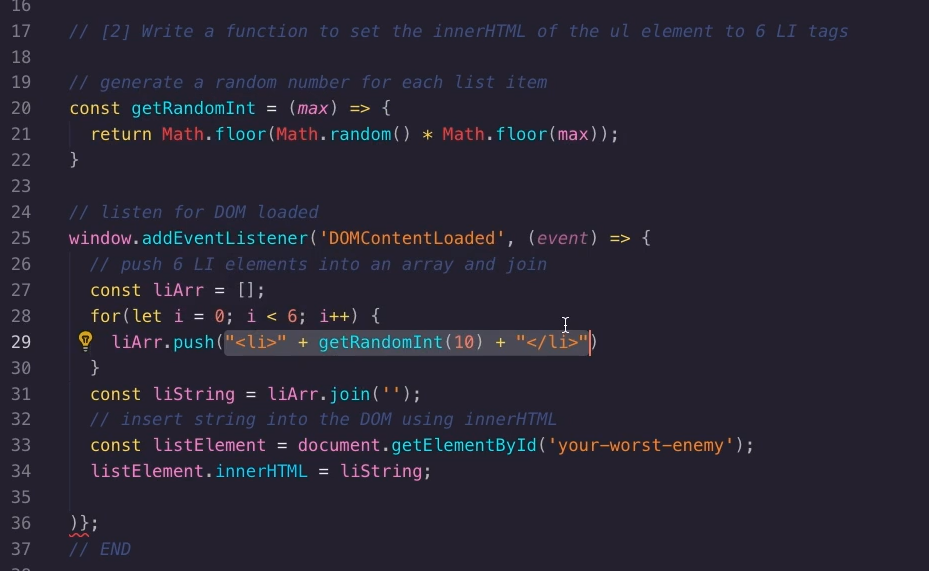 16
17 // [2] Write a function to set the innerHTML of the ul element to 6 LI tags
18
19 // generate a random number for each list item
20 const getRandomInt = (max) => {
21 return Math.floor(Math.random() * Math.floor(max));
22 }
23
24 // listen for DOM loaded
25 window.addEventListener('DOMContentLoaded', (event) => {
26 // push 6 LI elements into an array and join
27 const liArr = [];
28 for(let i = 0; i < 6; i++) {
29 liArr.push("<li>" + getRandomInt(10) + "</li>")
30 }
31 const liString = liArr.join('');
32 // insert string into the DOM using innerHTML
33 const listElement = document.getElementById('your-worst-enemy');
34 listElement.innerHTML = liString;
35
36 )};
37 // END